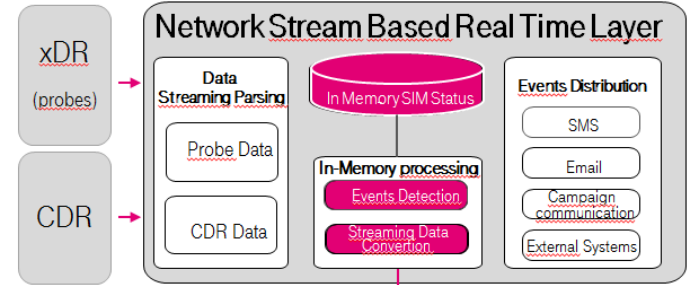 Network Stream Based Real Time Layer
xDR
(probes)
CDR
Data
Streaming Parsing
Probe Data
CDR Data
In Memory SIM Status
In-Memory processing
Events Detection
Streaming Data
Convertion
Events Distribution
SMS
Email
Campaign
communication
External Systems